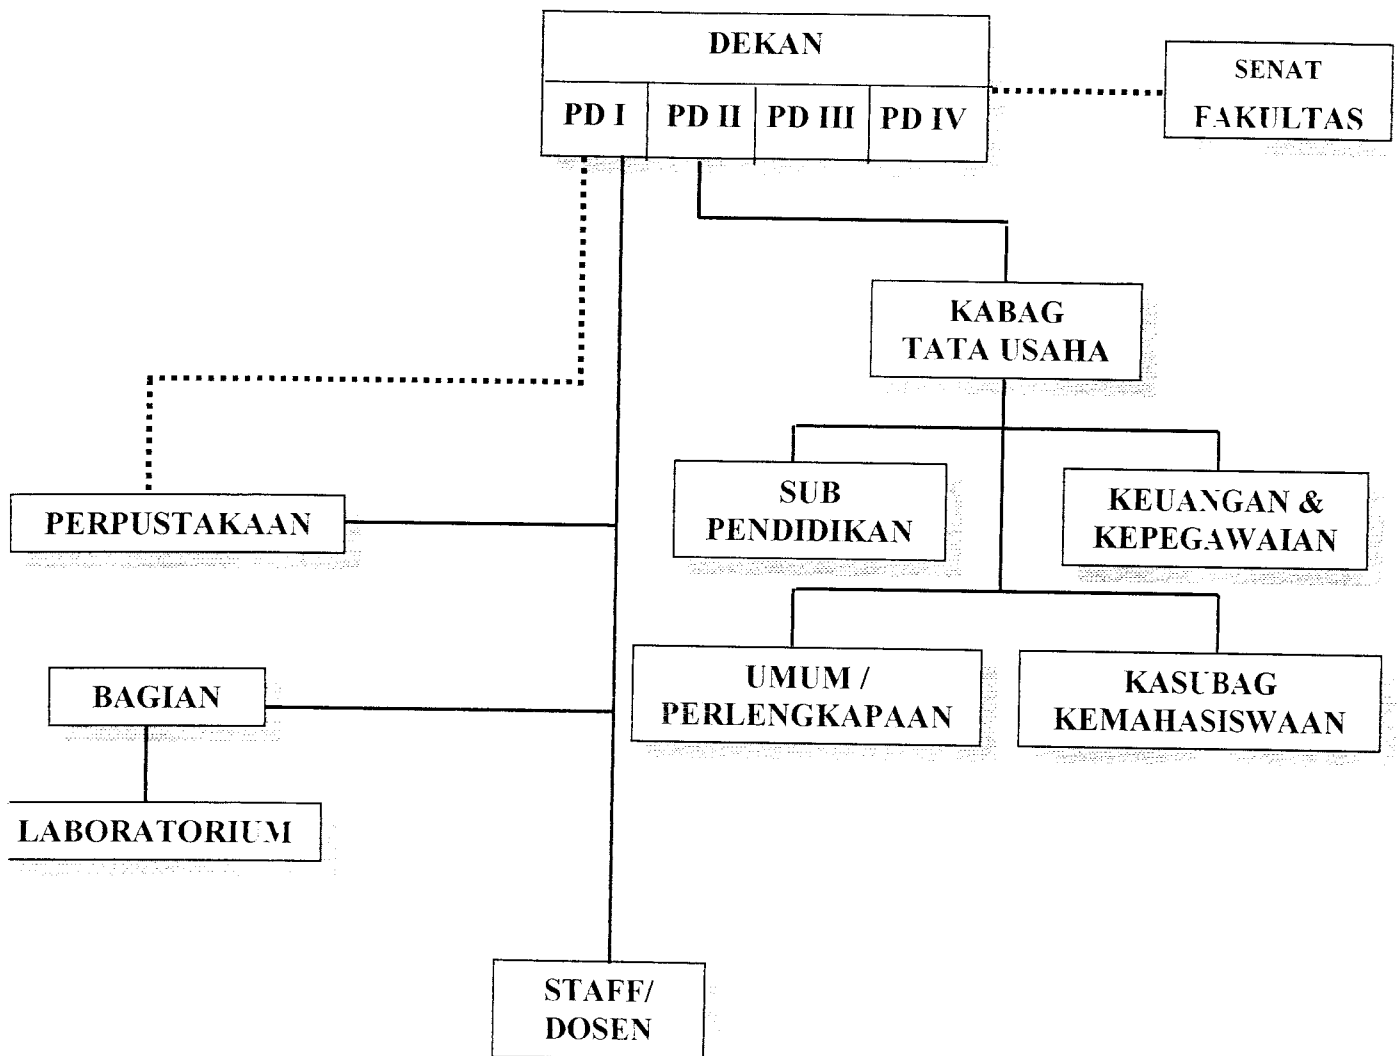 DEKAN
SENAT
FAKULTAS
PD I PD II PD III PD IV
KABAG
TATA USAHA
SUB
PENDIDIKAN
KEUANGAN &
KEPEGAWAIAN
PERPUSTAKAAN
UMUM /
PERLENGKAPAAN
KASUBAG
KEMAHASISWAAN
BAGIAN
LABORATORIUM
STAFF/
DOSEN